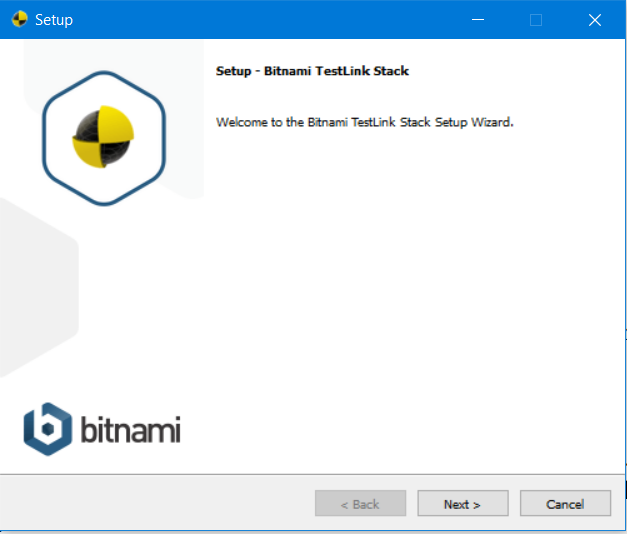 Setup
Setup - Bitnami TestLink Stack
Welcome to the Bitnami TestLink Stack Setup Wizard.
bitnami
< Back
Next >
Cancel